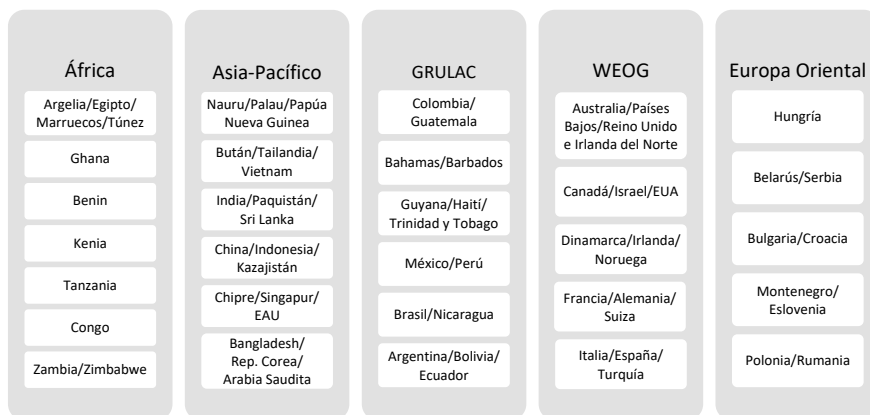 África
Argelia/Egipto/
Marruecos/Túnez
Ghana
Benin
Kenia
Tanzania
Congo
Zambia/Zimbabwe
Asia-Pacífico
Nauru/Palau/Papúa
Nueva Guinea
Bután/Tailandia/
Vietnam
India/Paquistán/
Sri Lanka
China/Indonesia/
Kazajistán
Chipre/Singapur/
EAU
Bangladesh/
Rep. Corea/
Arabia Saudita
GRULAC
Colombia/
Guatemala
Bahamas/Barbados
Guyana/Haití/
Trinidad y Tobago
México/Perú
Brasil/Nicaragua
Argentina/Bolivia/
Ecuador
WEOG
Australia/Países
Bajos/Reino Unido
e Irlanda del Norte
Canadá/Israel/EUA
Dinamarca/Irlanda/
Noruega
Francia/Alemania/
Suiza
Italia/España/
Turquía
Europa Oriental
Hungría
Belarús/Serbia
Bulgaria/Croacia
Montenegro/
Eslovenia
Polonia/Rumania